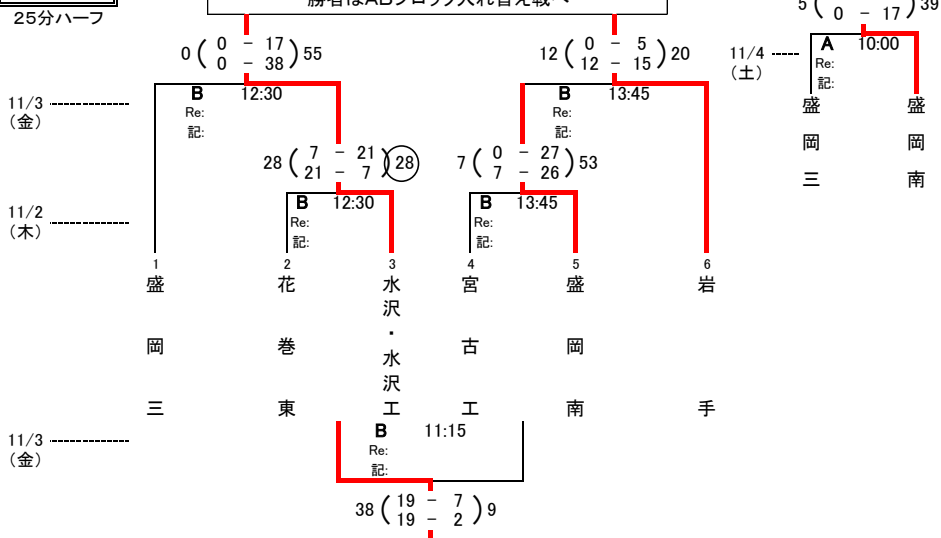 25分ハーフ
勝者はABブロック入れ替え戦へ
0 ( 0 - 17 ) 55
0 - 38
12 ( 0 - 5 ) 20
12 - 15
5 ( ) 39
0 - 17
11/4
(土)
A 10:00
Re:
記:
盛岡三
盛岡南
11/3
(金)
B 12:30
Re:
記:
B 13:45
Re:
記:
28 ( 7 - 21 ) 28
21 - 7
7 ( 0 - 27 ) 53
7 - 26
11/2
(木)
B 12:30
Re:
記:
B 13:45
Re:
記:
1
盛岡三
2
花巻東
3
水沢・水沢工
4
宮古工
5
盛岡南
6
岩手
11/3
(金)
B 11:15
Re:
記:
38 ( 19 - 7 ) 9
19 - 2